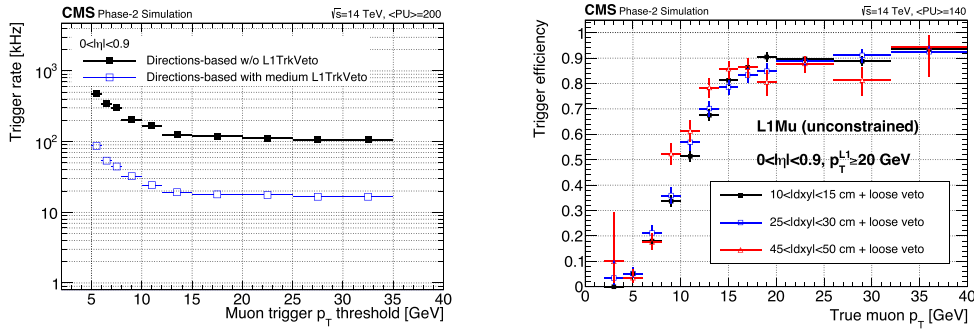 CMS Phase-2 Simulation √s=14 TeV, <PU>=200
Trigger rate [kHz]
0<|η|<0.9
Directions-based w/o L1TrkVeto
Directions-based with medium L1TrkVeto
10³
10²
10
1
5 10 15 20 25 30 35 40
Muon trigger p_T threshold [GeV]
CMS Phase-2 Simulation √s=14 TeV, <PU>=140
Trigger efficiency
1
0.9
0.8
0.7
0.6
0.5
0.4
0.3
0.2
0.1
0
L1Mu (unconstrained)
0<|η|<0.9, p_T^L1≥20 GeV
10<|dxy|<15 cm + loose veto
25<|dxy|<30 cm + loose veto
45<|dxy|<50 cm + loose veto
0 5 10 15 20 25 30 35 40
True muon p_T [GeV]